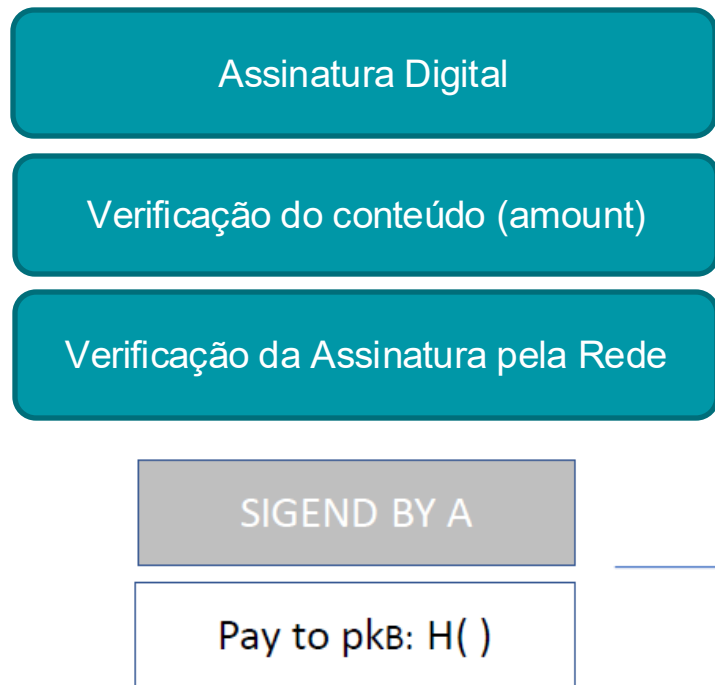 Assinatura Digital
Verificação do conteúdo (amount)
Verificação da Assinatura pela Rede
SIGEND BY A
Pay to pkB: H( )